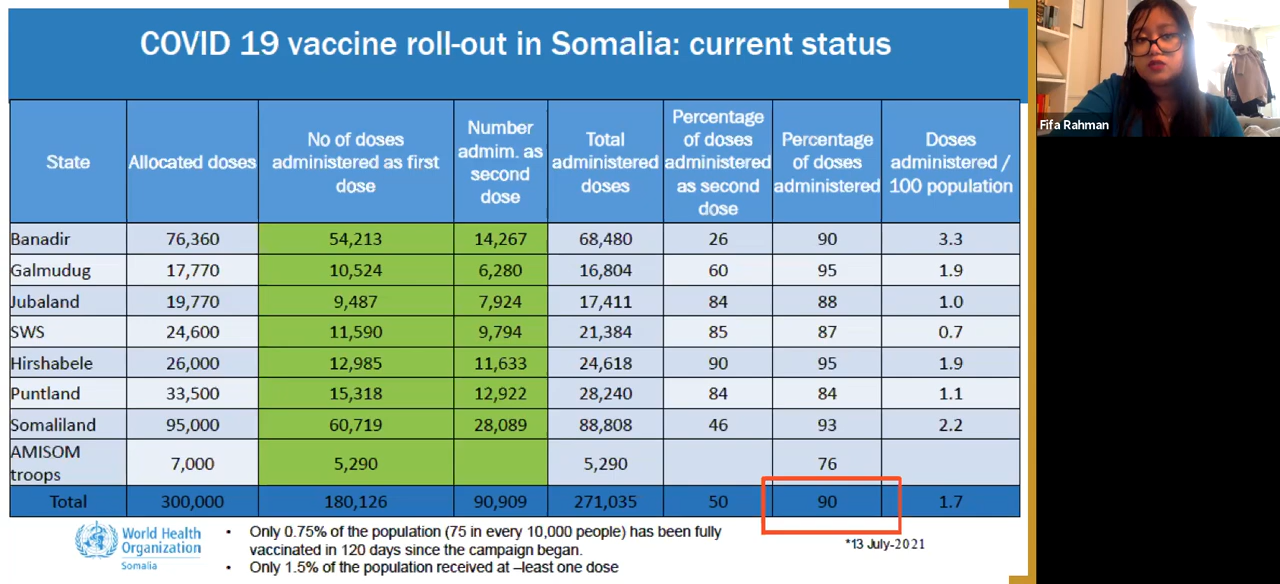 COVID 19 vaccine roll-out in Somalia: current status
State Allocated doses No of doses administered as first dose Number admim. as second dose Total administered doses Percentage of doses administered as second dose Percentage of doses administered Doses administered / 100 population
Banadir 76,360 54,213 14,267 68,480 26 90 3.3
Galmudug 17,770 10,524 6,280 16,804 60 95 1.9
Jubaland 19,770 9,487 7,924 17,411 84 88 1.0
SWS 24,600 11,590 9,794 21,384 85 87 0.7
Hirshabele 26,000 12,985 11,633 24,618 90 95 1.9
Puntland 33,500 15,318 12,922 28,240 84 84 1.1
Somaliland 95,000 60,719 28,089 88,808 46 93 2.2
AMISOM troops 7,000 5,290 5,290 76
Total 300,000 180,126 90,909 271,035 50 90 1.7
World Health
Organization
Somalia
• Only 0.75% of the population (75 in every 10,000 people) has been fully
vaccinated in 120 days since the campaign began.
• Only 1.5% of the population received at –least one dose
*13 July-2021
Fifa Rahman